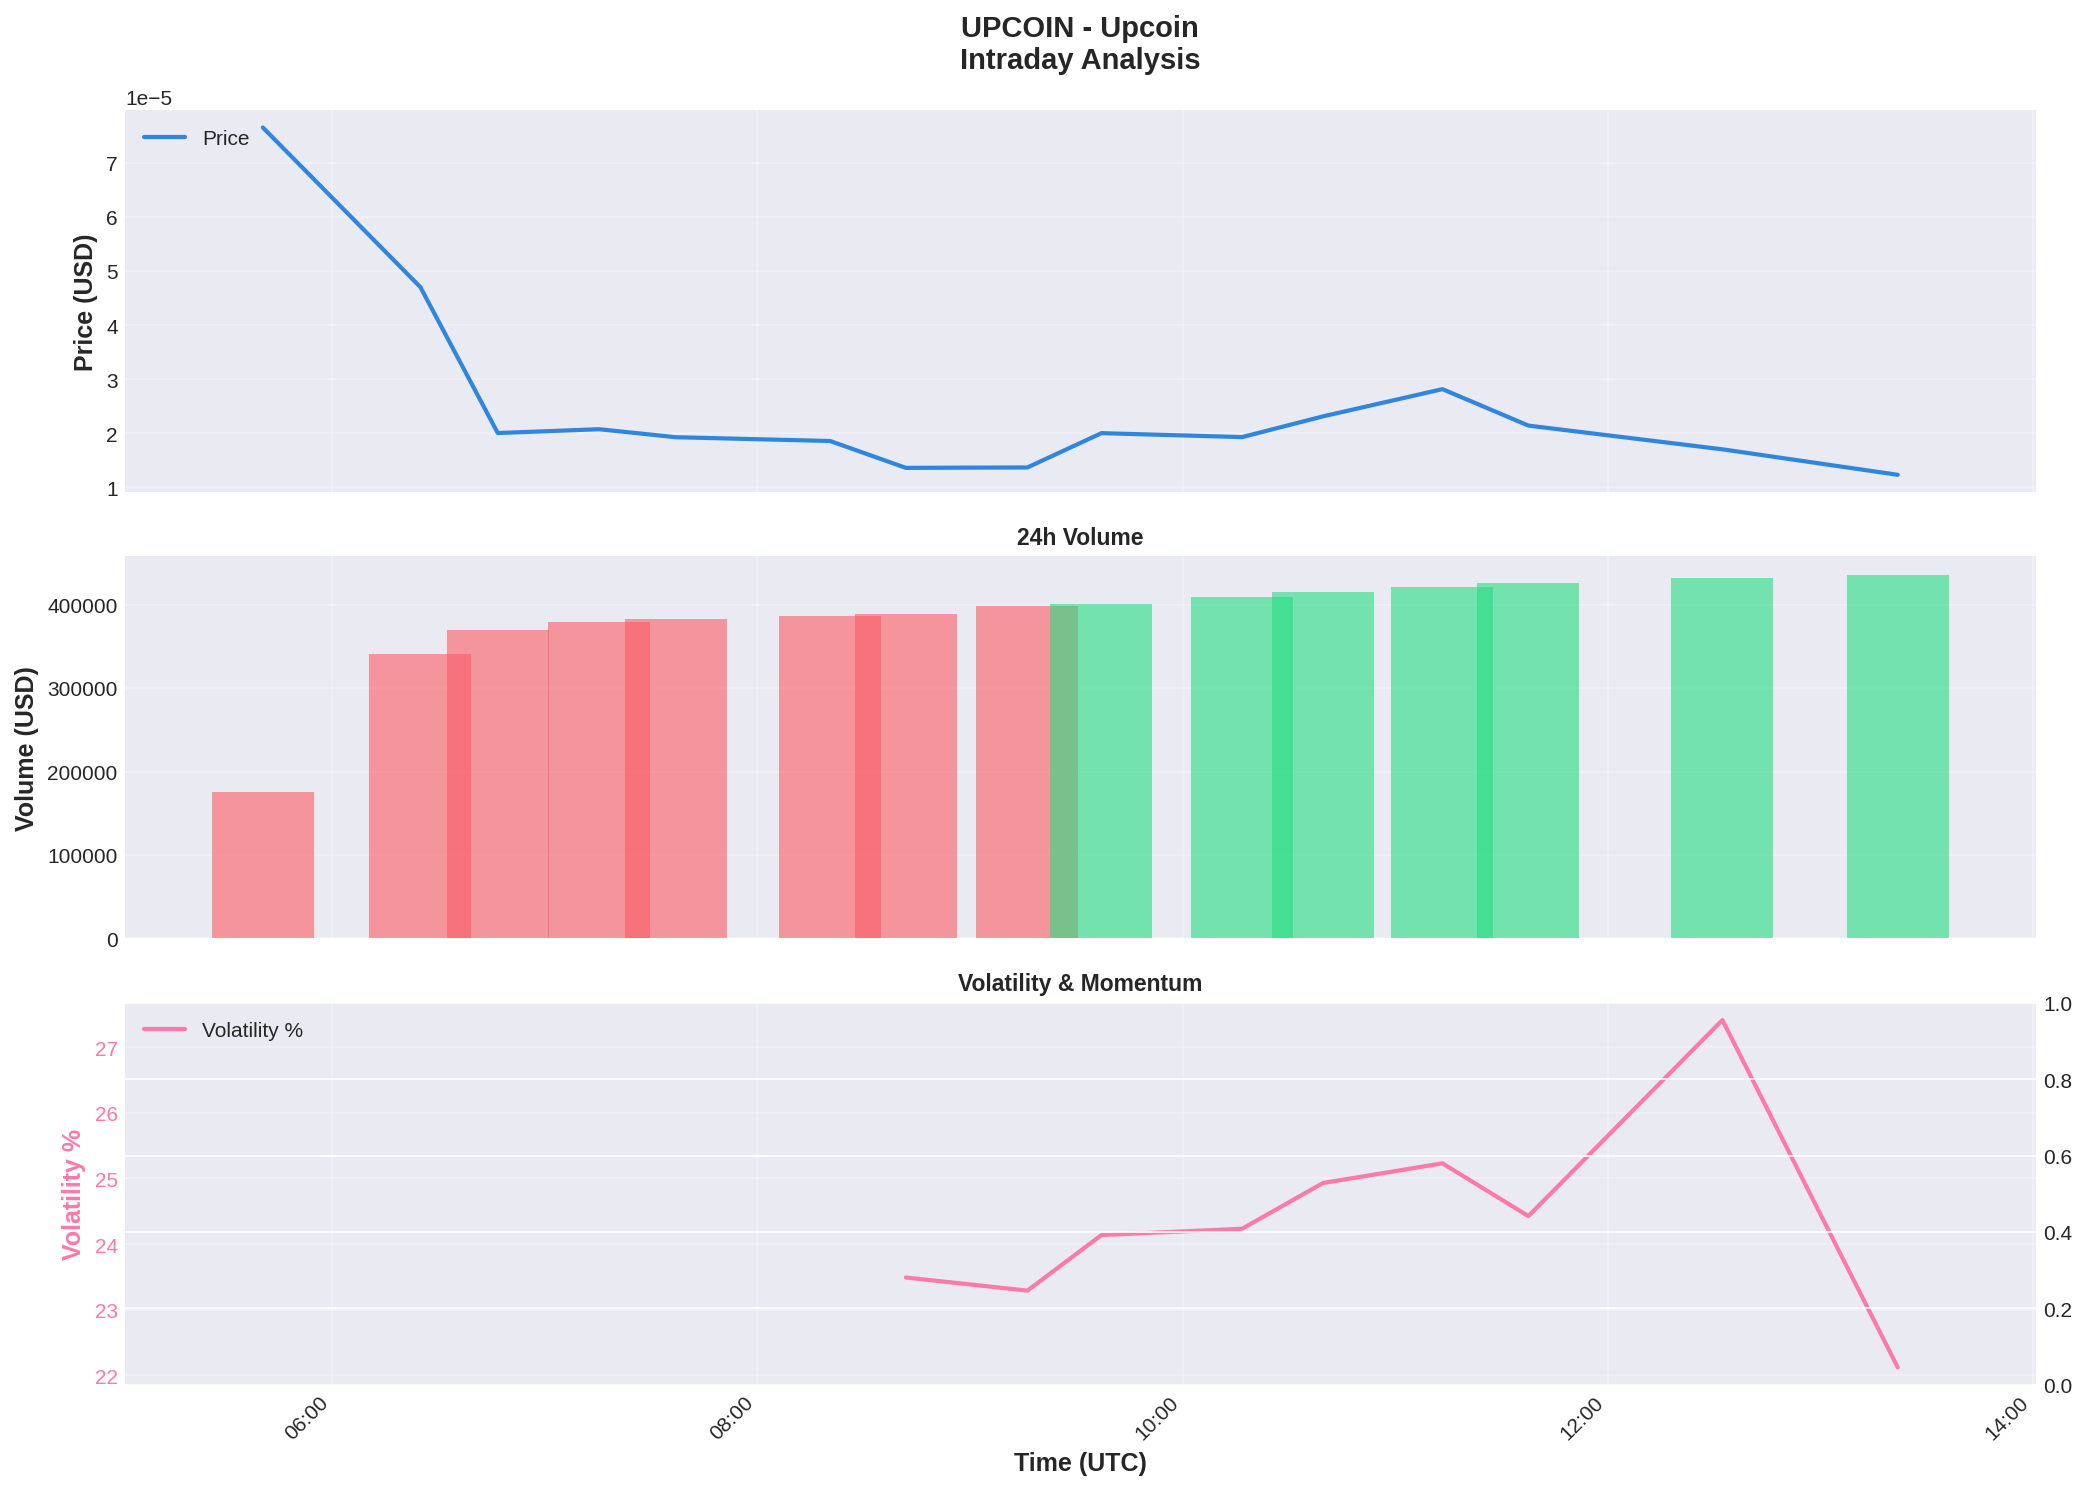 UPCOIN - Upcoin
Intraday Analysis
1e−5
Price
7
6
5
4
3
2
1
Price (USD)
24h Volume
400000
300000
200000
100000
0
Volume (USD)
Volatility & Momentum
Volatility %
27
26
25
24
23
22
Volatility %
1.0
0.8
0.6
0.4
0.2
0.0
06:00
08:00
10:00
12:00
14:00
Time (UTC)